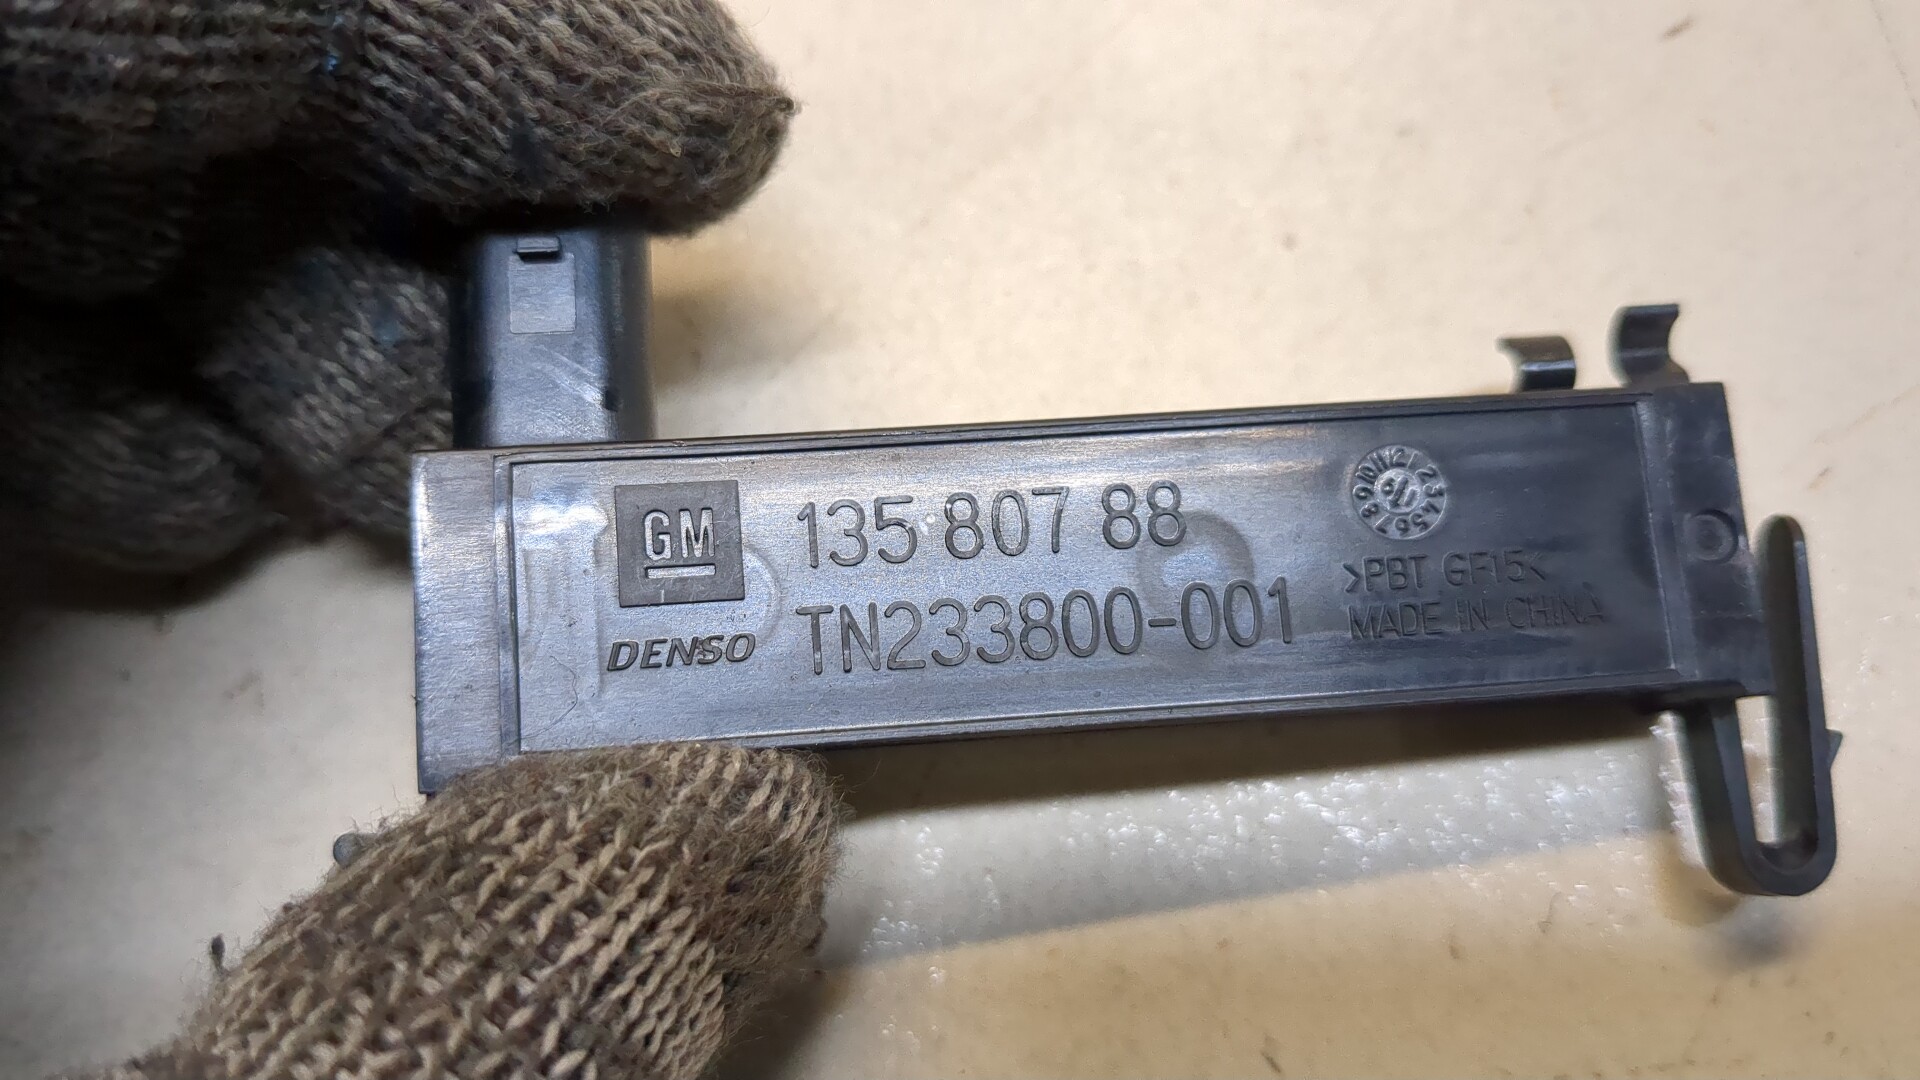 GM
135 807 88
DENSO
TN233800-001
>PBT GF15<
MADE IN CHINA